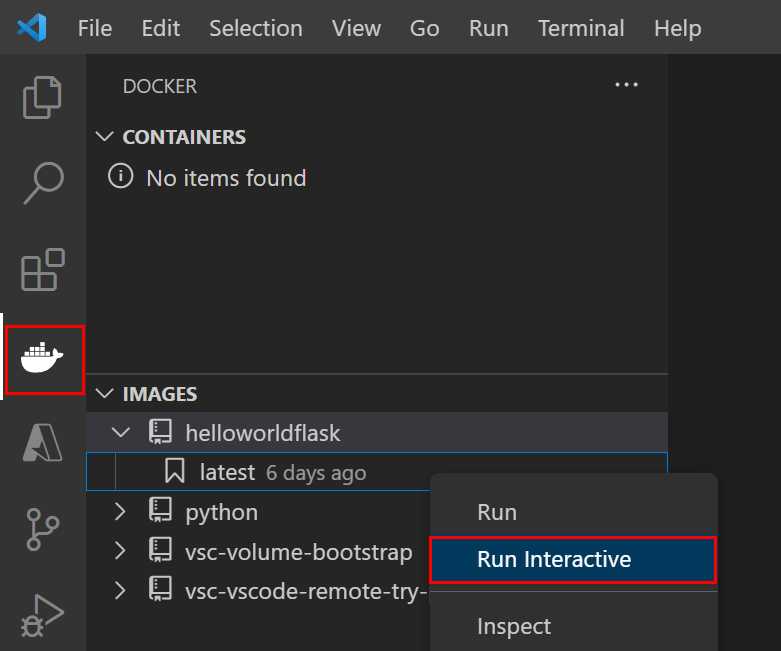 File Edit Selection View Go Run Terminal Help
DOCKER
CONTAINERS
No items found
IMAGES
helloworldflask
latest 6 days ago
python
vsc-volume-bootstrap
vsc-vscode-remote-try-
Run
Run Interactive
Inspect